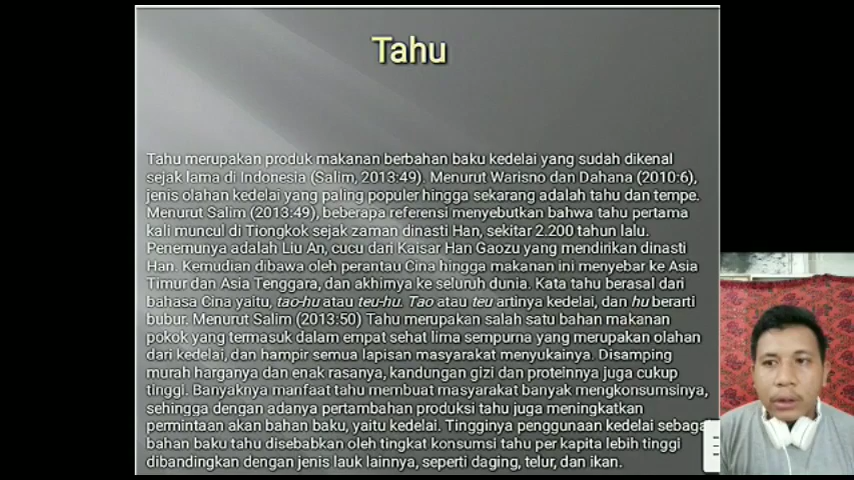 Tahu
Tahu merupakan produk makanan berbahan baku kedelai yang sudah dikenal
sejak lama di Indonesia (Salim, 2013:49). Menurut Warisno dan Dahana (2010:6),
jenis olahan kedelai yang paling populer hingga sekarang adalah tahu dan tempe.
Menurut Salim (2013:49), beberapa referensi menyebutkan bahwa tahu pertama
kali muncul di Tiongkok sejak zaman dinasti Han, sekitar 2.200 tahun lalu.
Penemunya adalah Liu An, cucu dari Kaisar Han Gaozu yang mendirikan dinasti
Han. Kemudian dibawa oleh perantau Cina hingga makanan ini menyebar ke Asia
Timur dan Asia Tenggara, dan akhirnya ke seluruh dunia. Kata tahu berasal dari
bahasa Cina yaitu, tao-hu atau teu-hu. Tao atau teu artinya kedelai, dan hu berarti
bubur. Menurut Salim (2013:50) Tahu merupakan salah satu bahan makanan
pokok yang termasuk dalam empat sehat lima sempurna yang merupakan olahan
dari kedelai, dan hampir semua lapisan masyarakat menyukainya. Disamping
murah harganya dan enak rasanya, kandungan gizi dan proteinnya juga cukup
tinggi. Banyaknya manfaat tahu membuat masyarakat banyak mengkonsumsinya,
sehingga dengan adanya pertambahan produksi tahu juga meningkatkan
permintaan akan bahan baku, yaitu kedelai. Tingginya penggunaan kedelai sebaga
bahan baku tahu disebabkan oleh tingkat konsumsi tahu per kapita lebih tinggi
dibandingkan dengan jenis lauk lainnya, seperti daging, telur, dan ikan.